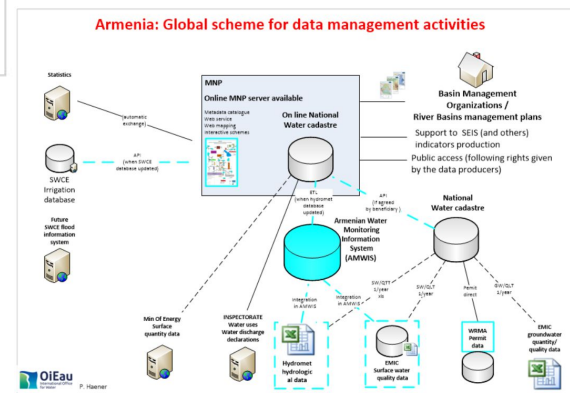 Armenia: Global scheme for data management activities
Statistics
(automatic
exchange)
API
(when SWCE
database updated)
SWCE
Irrigation
database
Future
SWCE flood
information
system
MNP
Online MNP server available
Metadata catalogue
Web service
Web mapping
Interactive schemes
On line National
Water cadastre
Basin Management
Organizations /
River Basins management plans
Support to SEIS (and others)
indicators production
Public access (following rights given
by the data producers)
ETL
(when hydromet
database
updated)
API
(if agreed
by beneficiary )
National
Water cadastre
Armenian Water
Monitoring
Information
System
(AMWIS)
Integration
in AMWIS
Integration
in AMWIS
SW/QTT
1/year
xls
SW/QLT
1/year
Permit
direct
SW/QLT
1/year
Min Of Energy
Surface
quantity data
INSPECTORATE
Water uses
Water discharge
declarations
Hydromet
hydrologic
al data
EMIC
Surface water
quality data
WRMA
Permit
data
EMIC
groundwater
quantity/
quality data
OiEau
International Office
for Water
P. Haener